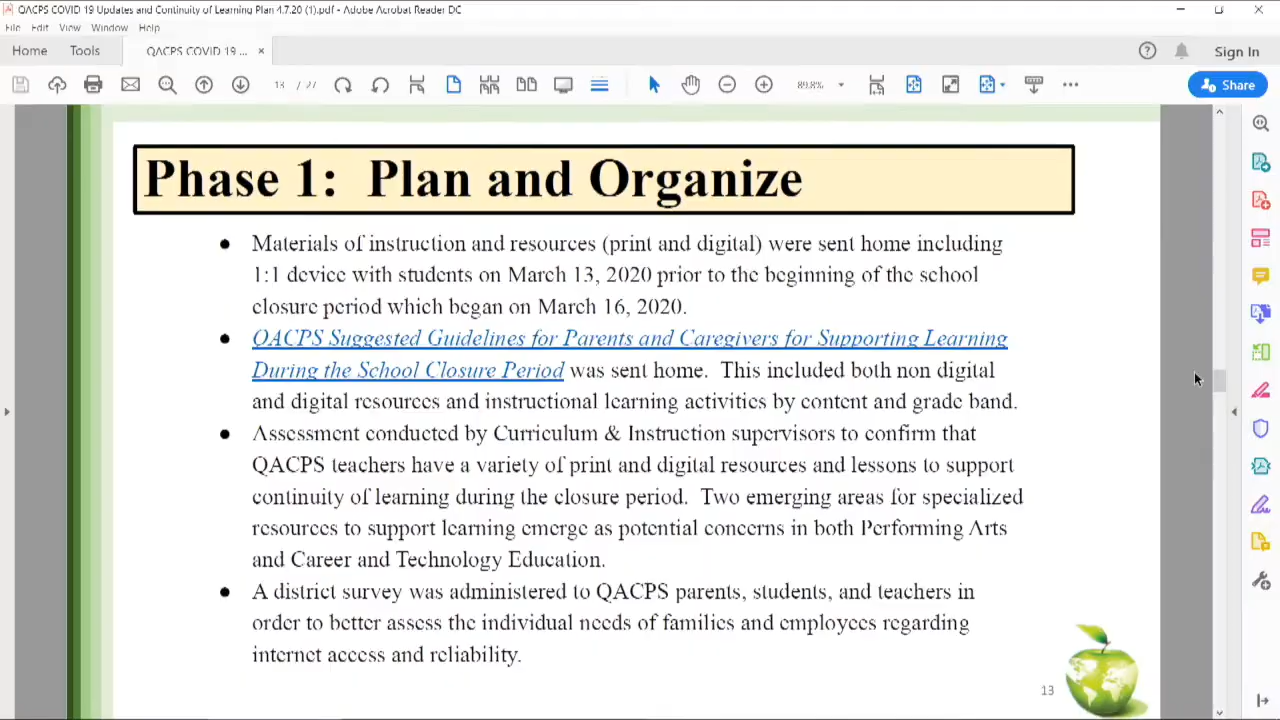 QACPS COVID 19 Updates and Continuity of Learning Plan 4.7.20 (1).pdf - Adobe Acrobat Reader DC
File Edit View Window Help
Home Tools QACPS COVID 19 ... × Sign In
13 / 27 89.8% Share
Phase 1: Plan and Organize
● Materials of instruction and resources (print and digital) were sent home including
1:1 device with students on March 13, 2020 prior to the beginning of the school
closure period which began on March 16, 2020.
● QACPS Suggested Guidelines for Parents and Caregivers for Supporting Learning
During the School Closure Period was sent home. This included both non digital
and digital resources and instructional learning activities by content and grade band.
● Assessment conducted by Curriculum & Instruction supervisors to confirm that
QACPS teachers have a variety of print and digital resources and lessons to support
continuity of learning during the closure period. Two emerging areas for specialized
resources to support learning emerge as potential concerns in both Performing Arts
and Career and Technology Education.
● A district survey was administered to QACPS parents, students, and teachers in
order to better assess the individual needs of families and employees regarding
internet access and reliability.
13